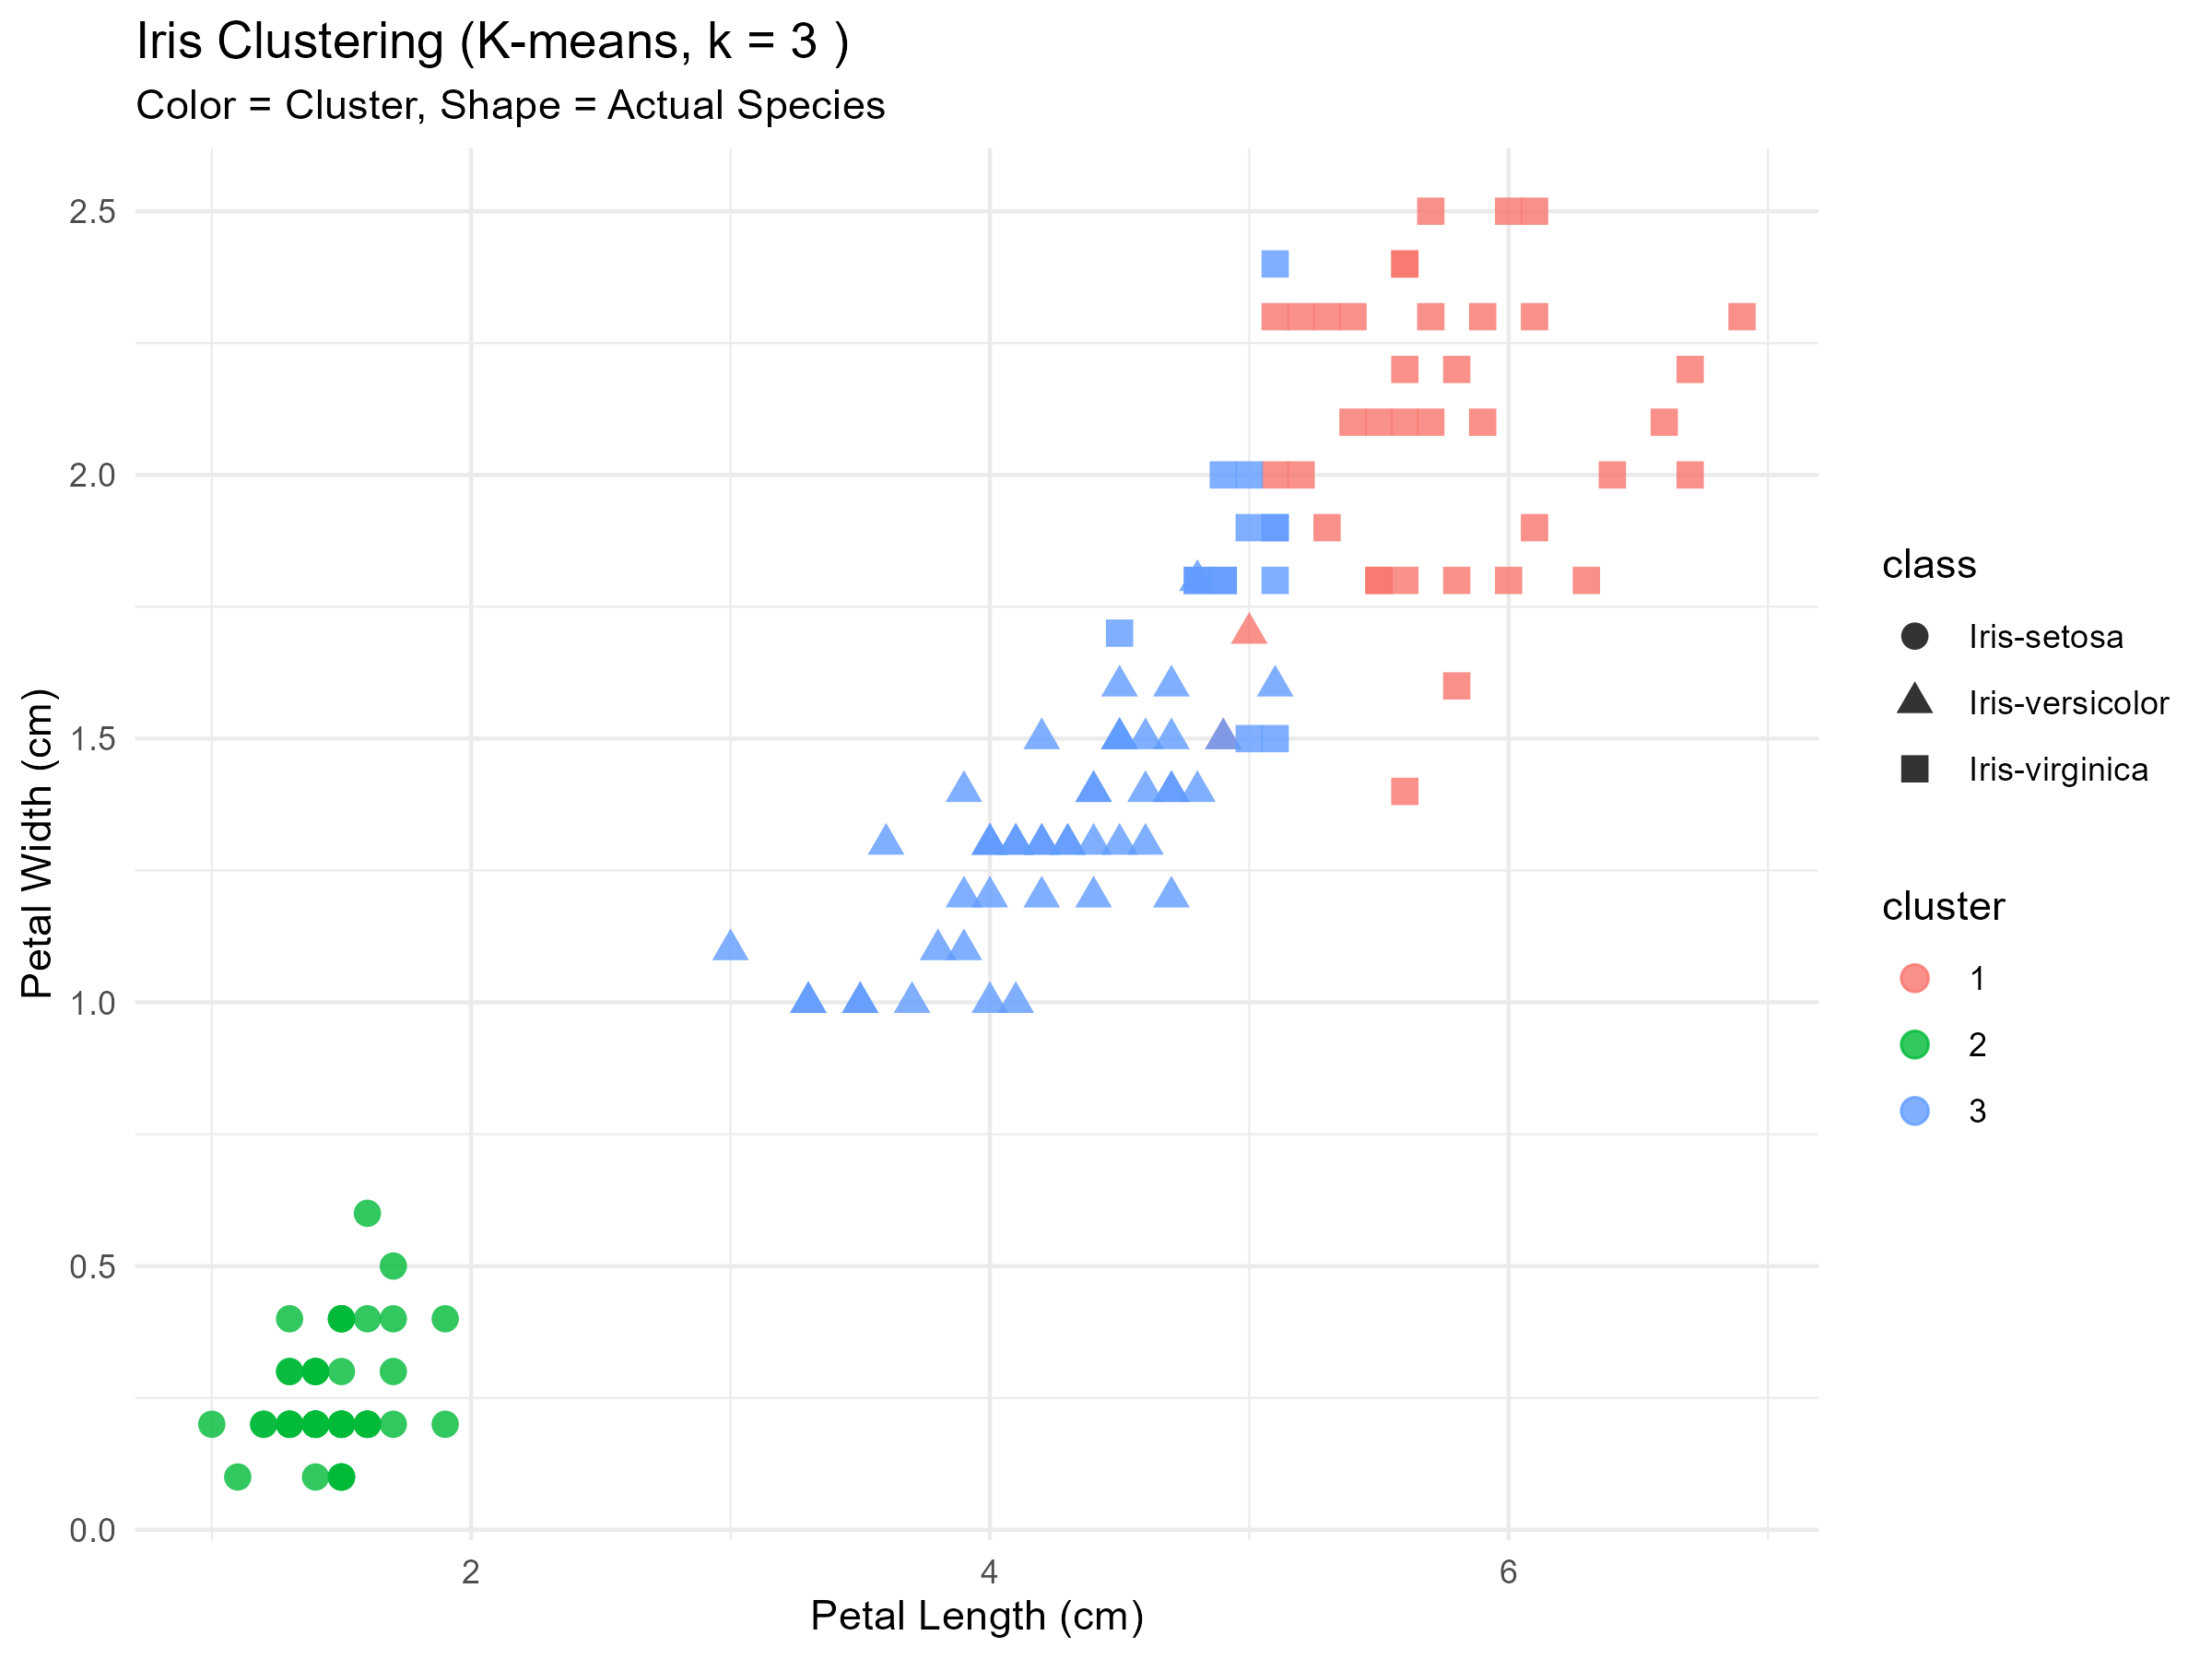 Iris Clustering (K-means, k = 3 )
Color = Cluster, Shape = Actual Species
2.5
2.0
1.5
1.0
0.5
0.0
Petal Width (cm)
2
4
6
Petal Length (cm)
class
Iris-setosa
Iris-versicolor
Iris-virginica
cluster
1
2
3